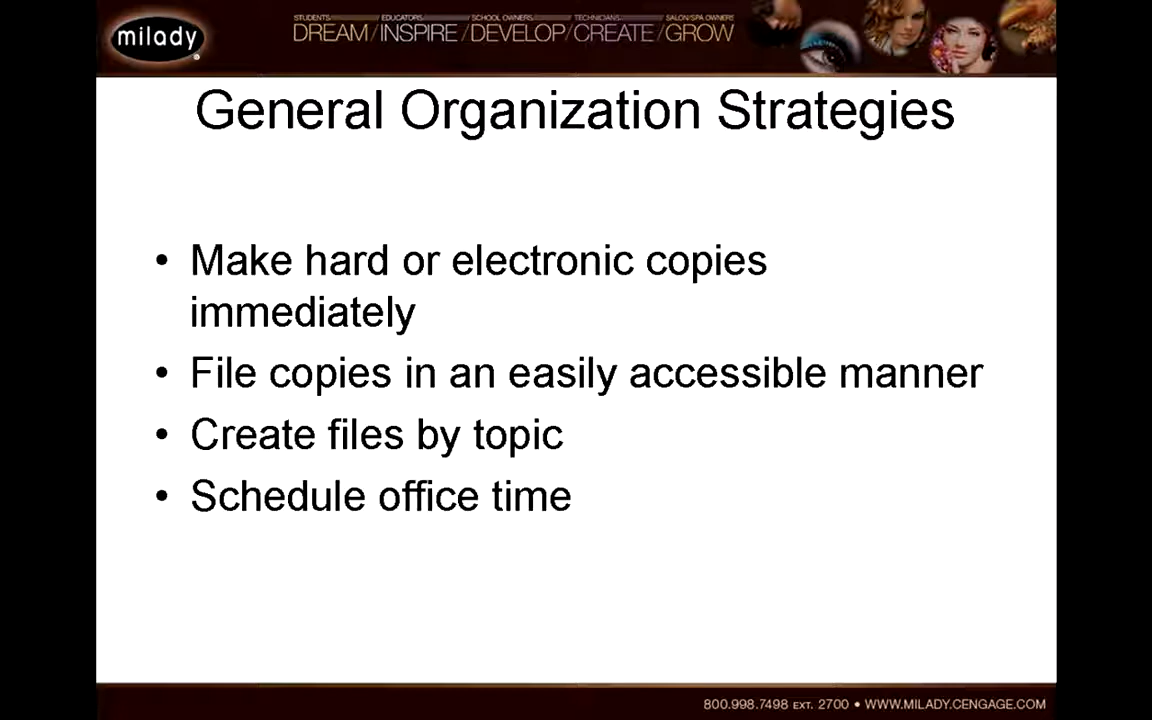 milady
STUDENTS EDUCATORS SCHOOL OWNERS TECHNICIANS SALON/SPA OWNERS
DREAM/INSPIRE/DEVELOP/CREATE/GROW
General Organization Strategies
• Make hard or electronic copies
immediately
• File copies in an easily accessible manner
• Create files by topic
• Schedule office time
800.998.7498 EXT. 2700 • WWW.MILADY.CENGAGE.COM